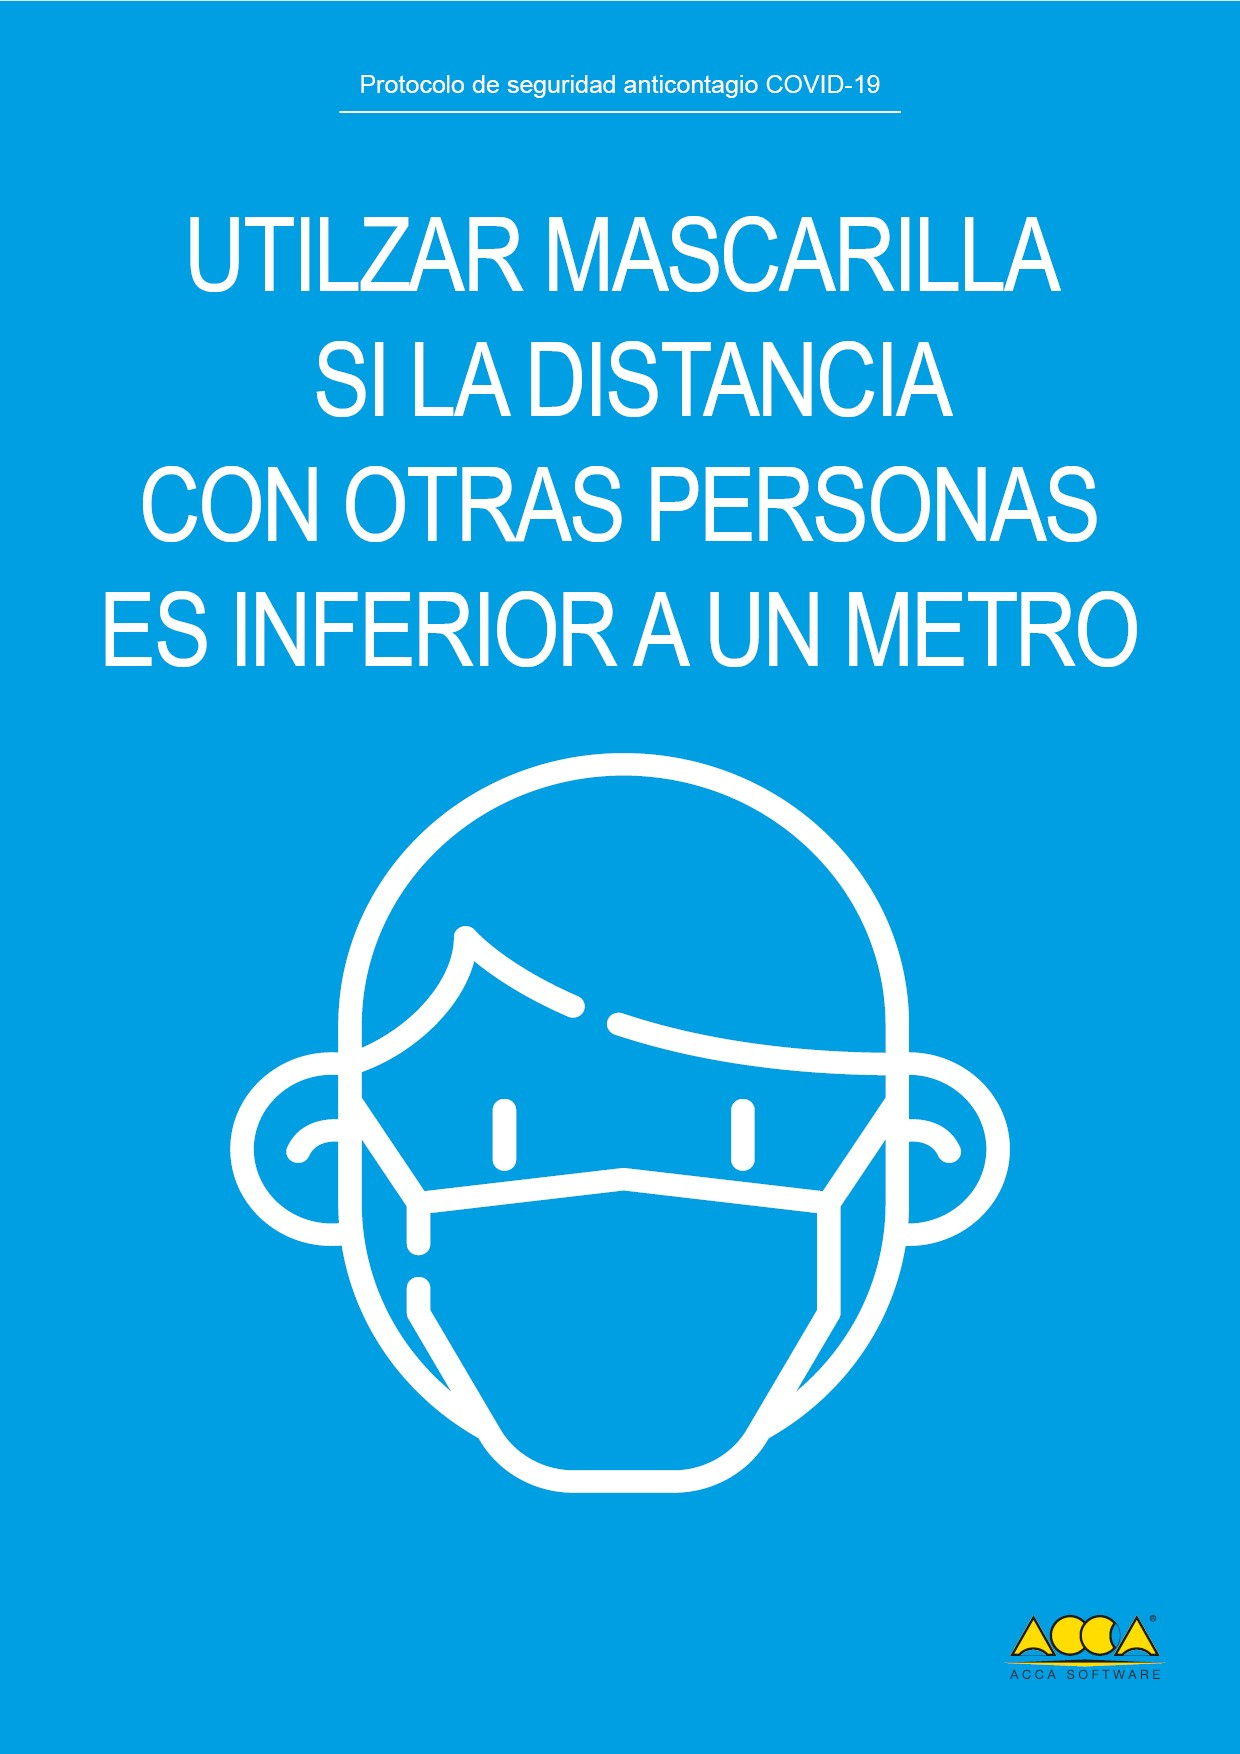 Protocolo de seguridad anticontagio COVID-19
UTILZAR MASCARILLA
SI LA DISTANCIA
CON OTRAS PERSONAS
ES INFERIOR A UN METRO
ACCA®
ACCA SOFTWARE